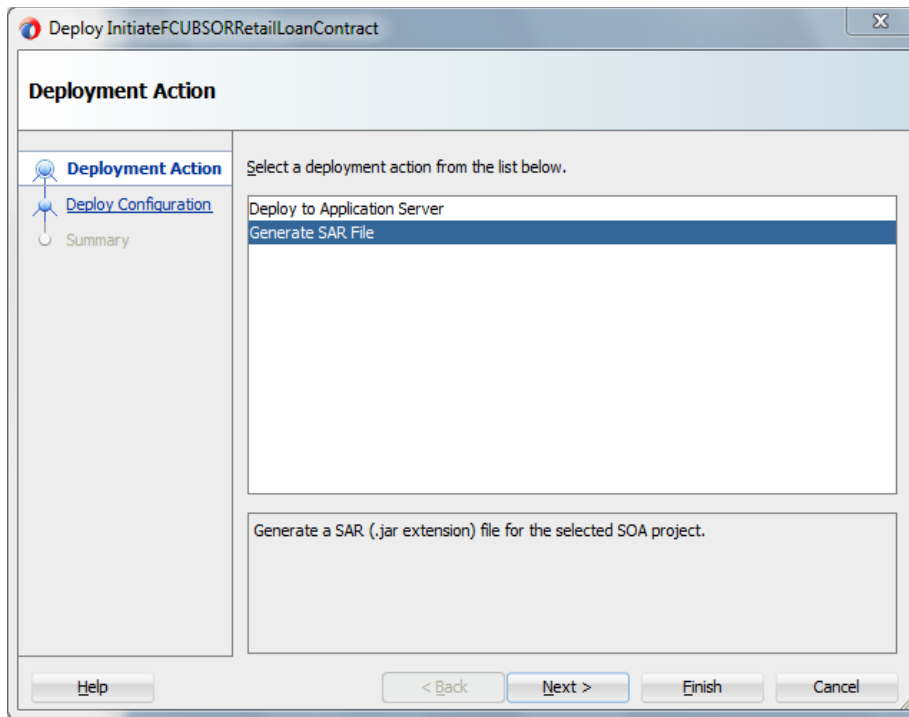 Deploy InitiateFCUBSORRetailLoanContract
Deployment Action
Deployment Action
Deploy Configuration
Summary
Select a deployment action from the list below.
Deploy to Application Server
Generate SAR File
Generate a SAR (.jar extension) file for the selected SOA project.
Help
< Back
Next >
Finish
Cancel